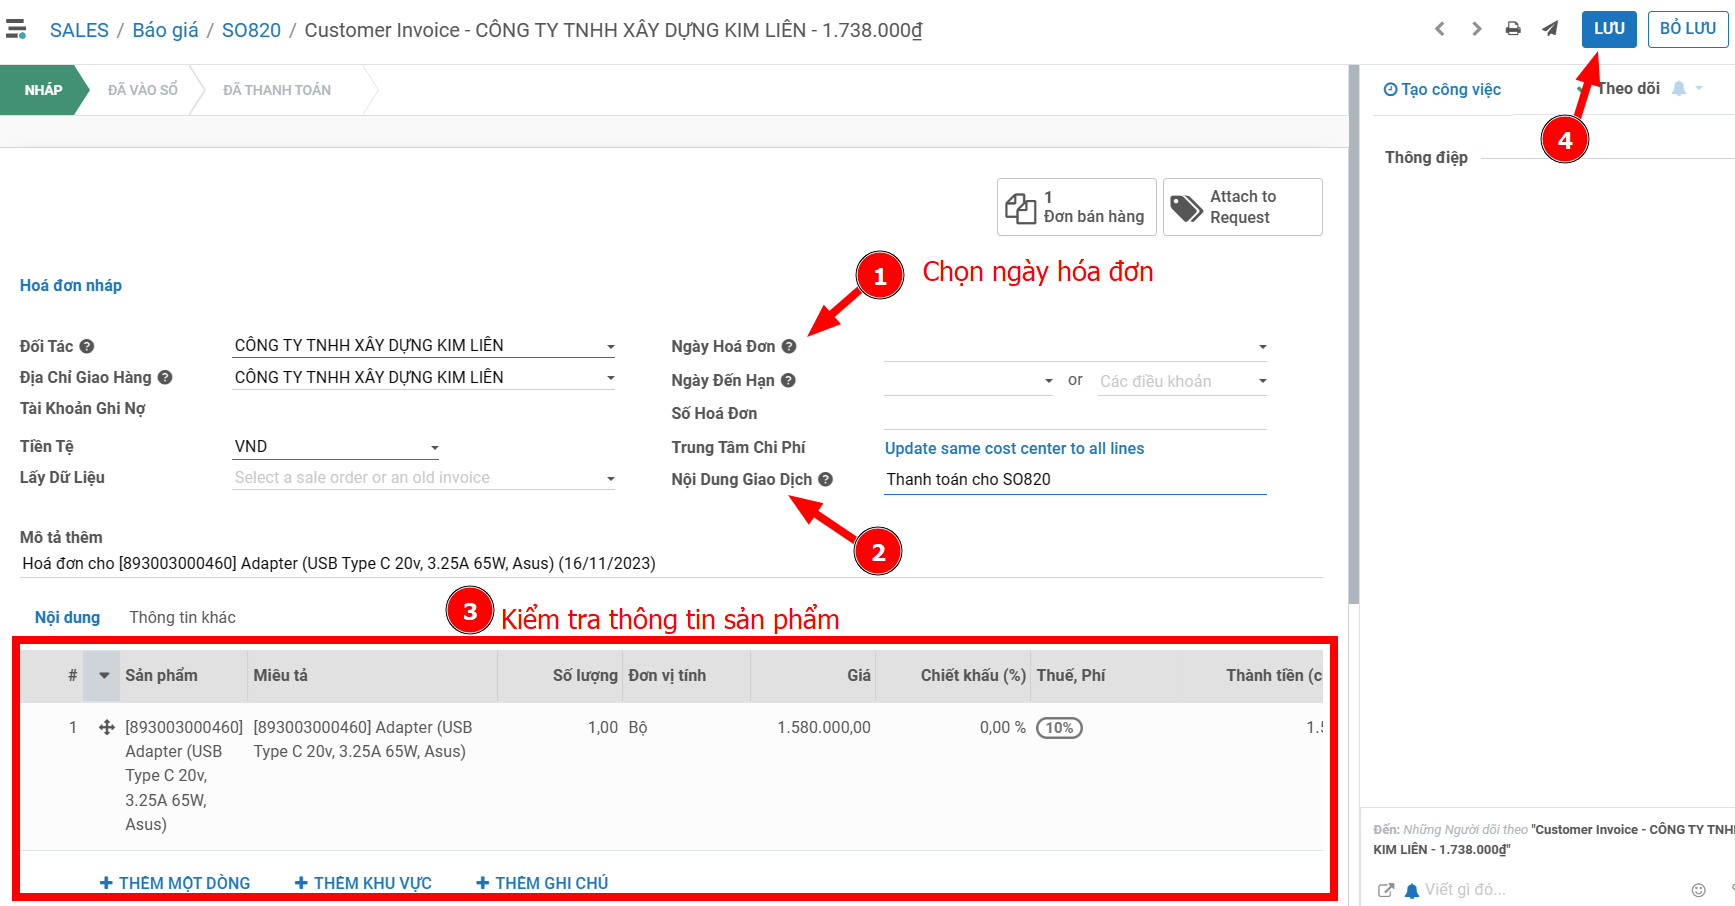 SALES / Báo giá / SO820 / Customer Invoice - CÔNG TY TNHH XÂY DỰNG KIM LIÊN - 1.738.000₫
LƯU
BỎ LƯU
NHÁP
ĐÃ VÀO SỔ
ĐÃ THANH TOÁN
Tạo công việc
Theo dõi
4
Thông điệp
1
Đơn bán hàng
Attach to
Request
1
Chọn ngày hóa đơn
Hoá đơn nháp
Đối Tác
CÔNG TY TNHH XÂY DỰNG KIM LIÊN
Ngày Hoá Đơn
Địa Chỉ Giao Hàng
CÔNG TY TNHH XÂY DỰNG KIM LIÊN
Ngày Đến Hạn
or
Các điều khoản
Tài Khoản Ghi Nợ
Số Hoá Đơn
Tiền Tệ
VND
Trung Tâm Chi Phí
Update same cost center to all lines
Lấy Dữ Liệu
Select a sale order or an old invoice
Nội Dung Giao Dịch
Thanh toán cho SO820
2
Mô tả thêm
Hoá đơn cho [893003000460] Adapter (USB Type C 20v, 3.25A 65W, Asus) (16/11/2023)
Nội dung
Thông tin khác
3
Kiểm tra thông tin sản phẩm
# Sản phẩm Miêu tả Số lượng Đơn vị tính Giá Chiết khấu (%) Thuế, Phí Thành tiền (c
1 [893003000460] [893003000460] Adapter (USB 1,00 Bộ 1.580.000,00 0,00 % 10% 1.5
Adapter (USB Type C 20v, 3.25A 65W, Asus)
Type C 20v,
3.25A 65W,
Asus)
THÊM MỘT DÒNG
THÊM KHU VỰC
THÊM GHI CHÚ
Đến: Những Người dõi theo "Customer Invoice - CÔNG TY TNH
KIM LIÊN - 1.738.000₫"
Viết gì đó...